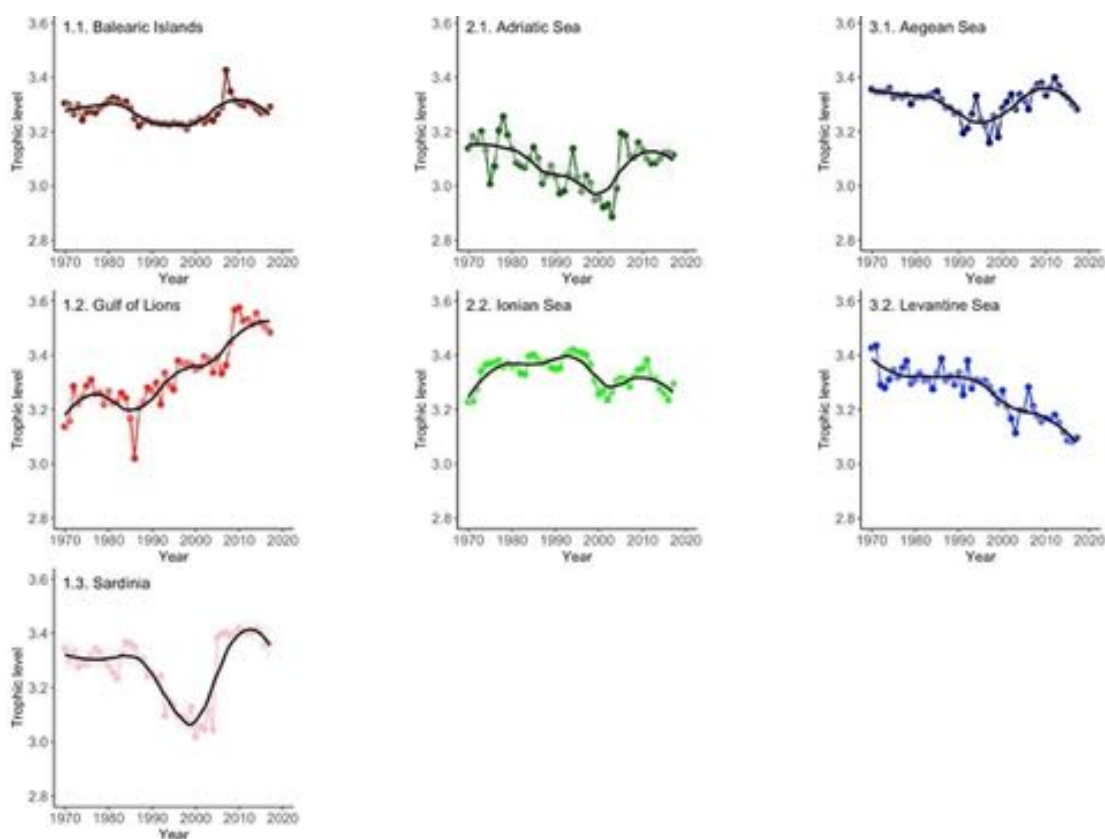 1.1. Balearic Islands
Trophic level
3.6
3.4
3.2
3.0
2.8
1970 1980 1990 2000 2010 2020
Year
2.1. Adriatic Sea
Trophic level
3.6
3.4
3.2
3.0
2.8
1970 1980 1990 2000 2010 2020
Year
3.1. Aegean Sea
Trophic level
3.6
3.4
3.2
3.0
2.8
1970 1980 1990 2000 2010 2020
Year
1.2. Gulf of Lions
Trophic level
3.6
3.4
3.2
3.0
2.8
1970 1980 1990 2000 2010 2020
Year
2.2. Ionian Sea
Trophic level
3.6
3.4
3.2
3.0
2.8
1970 1980 1990 2000 2010 2020
Year
3.2. Levantine Sea
Trophic level
3.6
3.4
3.2
3.0
2.8
1970 1980 1990 2000 2010 2020
Year
1.3. Sardinia
Trophic level
3.6
3.4
3.2
3.0
2.8
1970 1980 1990 2000 2010 2020
Year